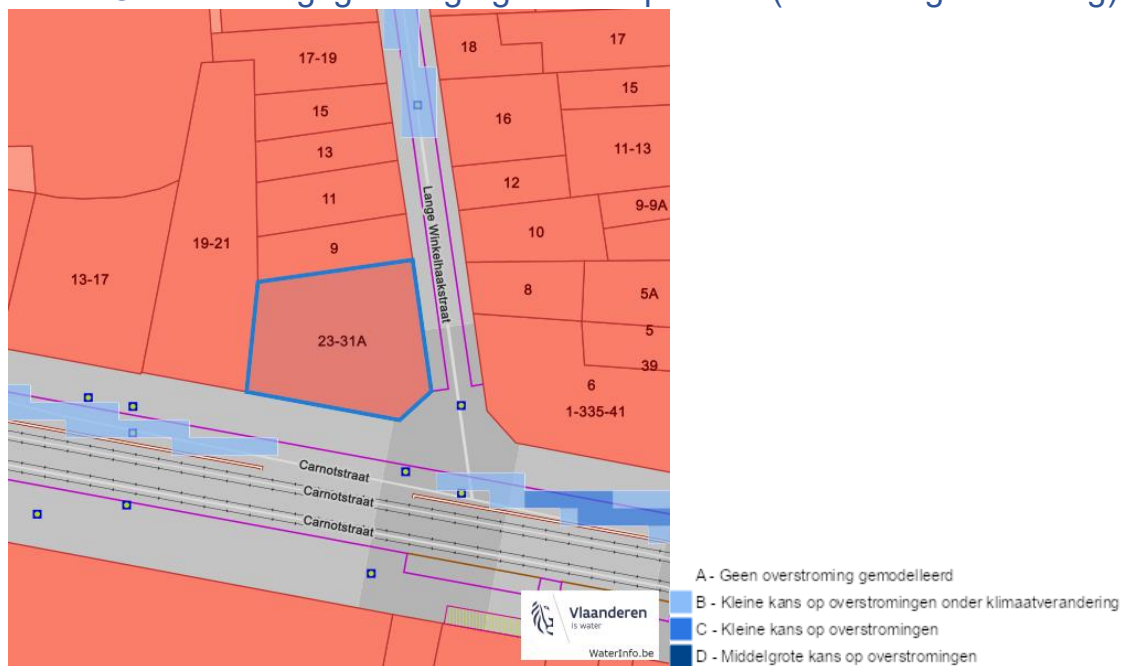 17-19
18
17
15
15
16
13
11-13
12
11
9-9A
Lange Winkelhaakstraat
10
19-21
9
13-17
8
5A
5
23-31A
39
6
1-335-41
Carnotstraat
Carnotstraat
Carnotstraat
Vlaanderen
is water
WaterInfo.be
A - Geen overstroming gemodelleerd
B - Kleine kans op overstromingen onder klimaatverandering
C - Kleine kans op overstromingen
D - Middelgrote kans op overstromingen